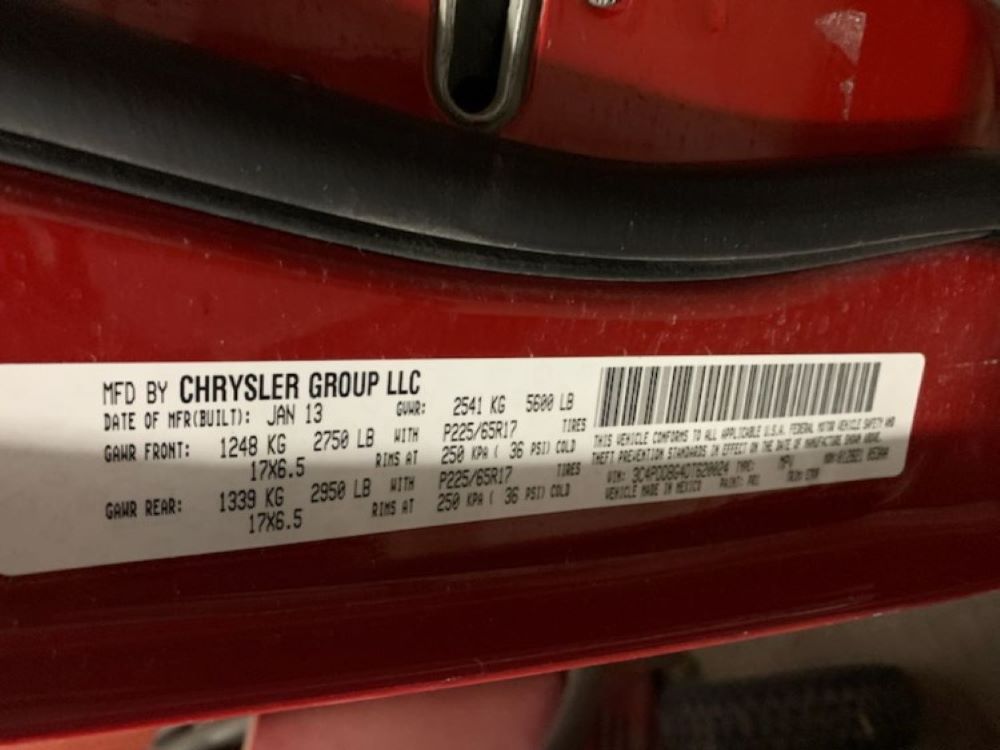 MFD BY CHRYSLER GROUP LLC
DATE OF MFR(BUILT): JAN 13 GVWR: 2541 KG 5600 LB
GAWR FRONT: 1248 KG 2750 LB WITH P225/65R17 TIRES
17X6.5 RIMS AT 250 KPA ( 36 PSI) COLD
GAWR REAR: 1339 KG 2950 LB WITH P225/65R17 TIRES
17X6.5 RIMS AT 250 KPA ( 36 PSI) COLD
THIS VEHICLE CONFORMS TO ALL APPLICABLE U.S.A. FEDERAL MOTOR VEHICLE SAFETY AND
THEFT PREVENTION STANDARDS IN EFFECT ON THE DATE OF MANUFACTURE SHOWN ABOVE.
VIN: TYPE: MPV
VEHICLE MADE IN MEXICO PAINT: